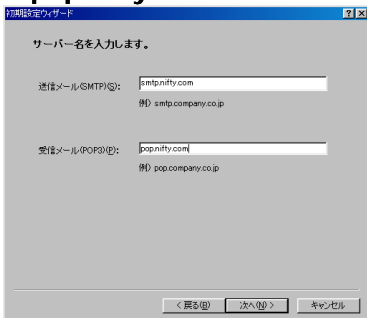 初期設定ウィザード
サーバー名を入力します。
送信メール(SMTP)(S):
smtp.nifty.com
例) smtp.company.co.jp
受信メール(POP3)(P):
pop.nifty.com
例) pop.company.co.jp
< 戻る(B)
次へ(N) >
キャンセル